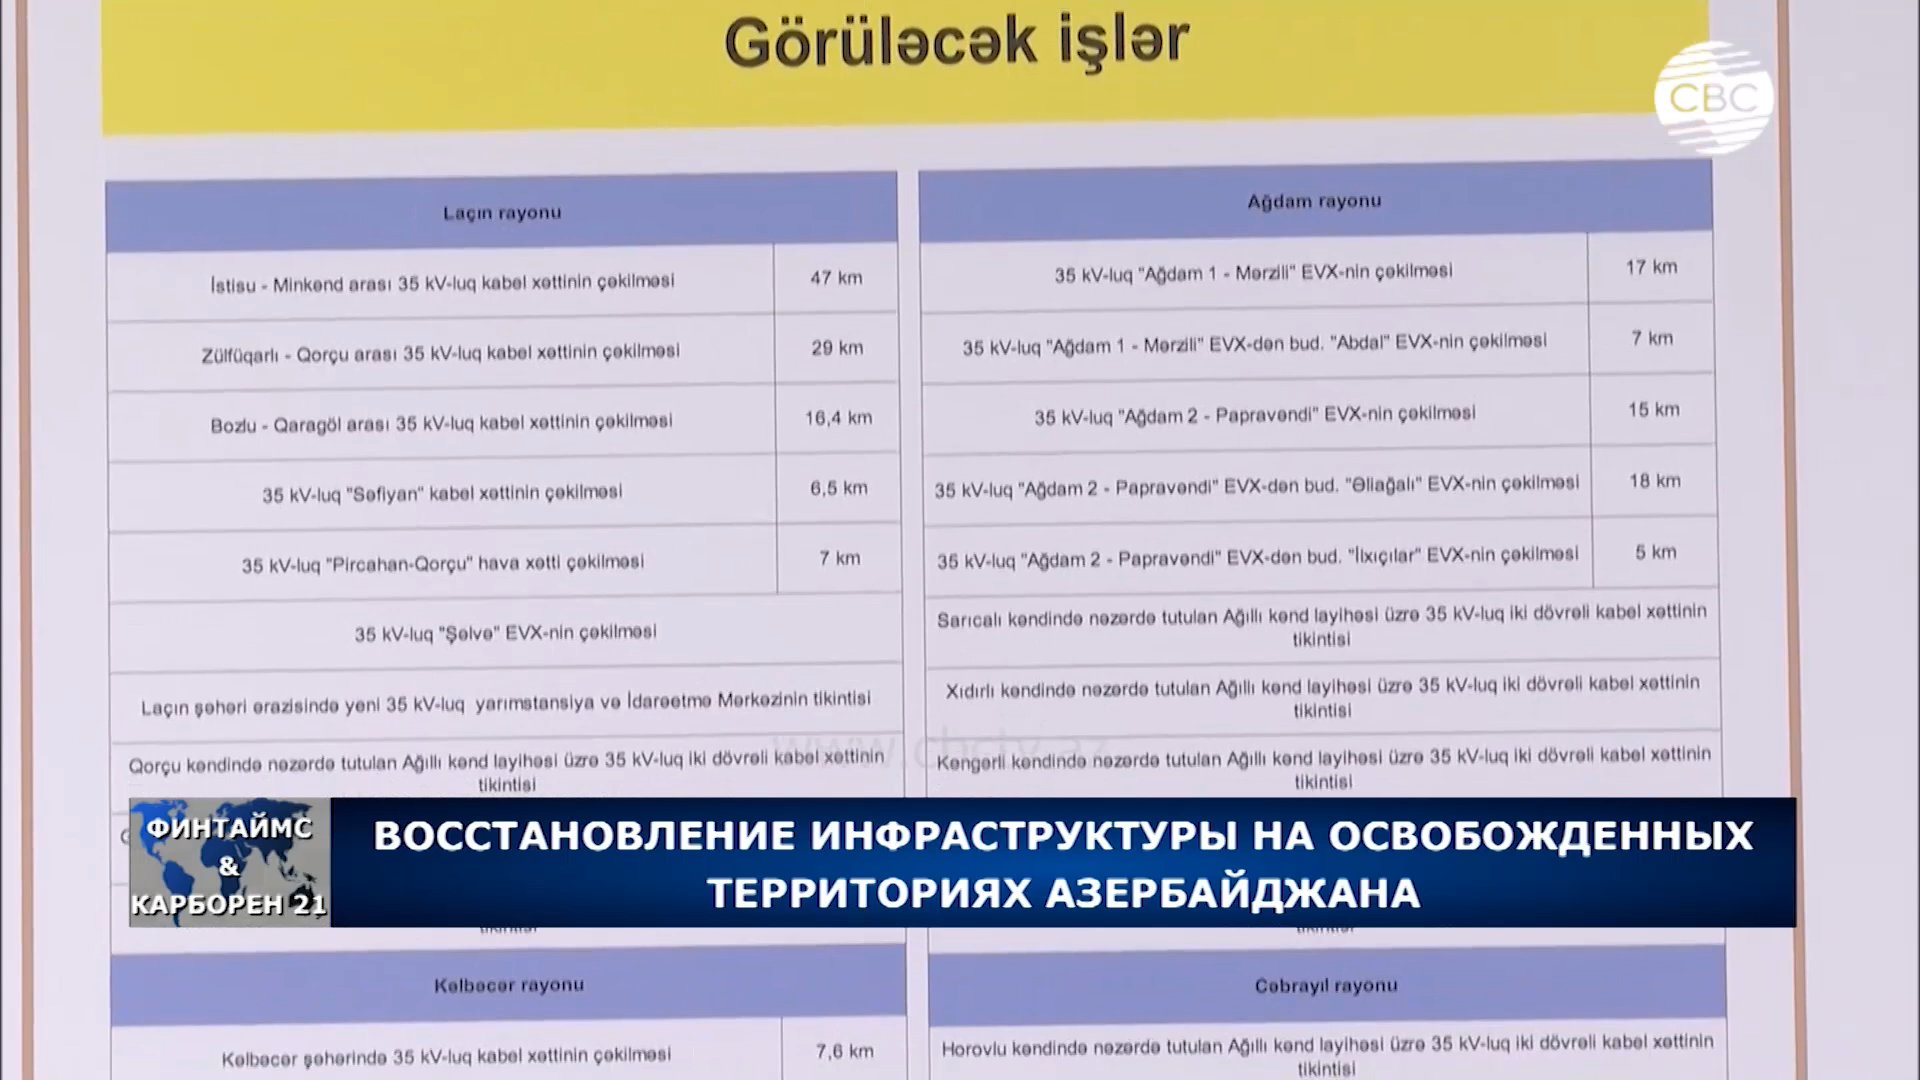 Görüləcək işlər
CBC
Laçın rayonu
İstisu - Minkənd arası 35 kV-luq kabel xəttinin çəkilməsi 47 km
Zülfüqarlı - Qorçu arası 35 kV-luq kabel xəttinin çəkilməsi 29 km
Bozlu - Qaragöl arası 35 kV-luq kabel xəttinin çəkilməsi 16,4 km
35 kV-luq "Səfiyan" kabel xəttinin çəkilməsi 6,5 km
35 kV-luq "Pircahan-Qorçu" hava xətti çəkilməsi 7 km
35 kV-luq "Şəlvə" EVX-nin çəkilməsi
Laçın şəhəri ərazisində yeni 35 kV-luq yarımstansiya və İdarəetmə Mərkəzinin tikintisi
Qorçu kəndində nəzərdə tutulan Ağıllı kənd layihəsi üzrə 35 kV-luq iki dövrəli kabel xəttinin
tikintisi
Ağdam rayonu
35 kV-luq "Ağdam 1 - Mərzili" EVX-nin çəkilməsi 17 km
35 kV-luq "Ağdam 1 - Mərzili" EVX-dən bud. "Abdal" EVX-nin çəkilməsi 7 km
35 kV-luq "Ağdam 2 - Papravəndi" EVX-nin çəkilməsi 15 km
35 kV-luq "Ağdam 2 - Papravəndi" EVX-dən bud. "Əliağalı" EVX-nin çəkilməsi 18 km
35 kV-luq "Ağdam 2 - Papravəndi" EVX-dən bud. "İlxıçılar" EVX-nin çəkilməsi 5 km
Sarıcalı kəndində nəzərdə tutulan Ağıllı kənd layihəsi üzrə 35 kV-luq iki dövrəli kabel xəttinin
tikintisi
Xıdırlı kəndində nəzərdə tutulan Ağıllı kənd layihəsi üzrə 35 kV-luq iki dövrəli kabel xəttinin
tikintisi
Kəngərli kəndində nəzərdə tutulan Ağıllı kənd layihəsi üzrə 35 kV-luq iki dövrəli kabel xəttinin
tikintisi
www.cbctv.az
ФИНТАЙМС
&
КАРБОРЕН 21
ВОССТАНОВЛЕНИЕ ИНФРАСТРУКТУРЫ НА ОСВОБОЖДЕННЫХ
ТЕРРИТОРИЯХ АЗЕРБАЙДЖАНА
Kəlbəcər rayonu
Kəlbəcər şəhərində 35 kV-luq kabel xəttinin çəkilməsi 7,6 km
Cəbrayıl rayonu
Horovlu kəndində nəzərdə tutulan Ağıllı kənd layihəsi üzrə 35 kV-luq iki dövrəli kabel xəttinin
tikintisi